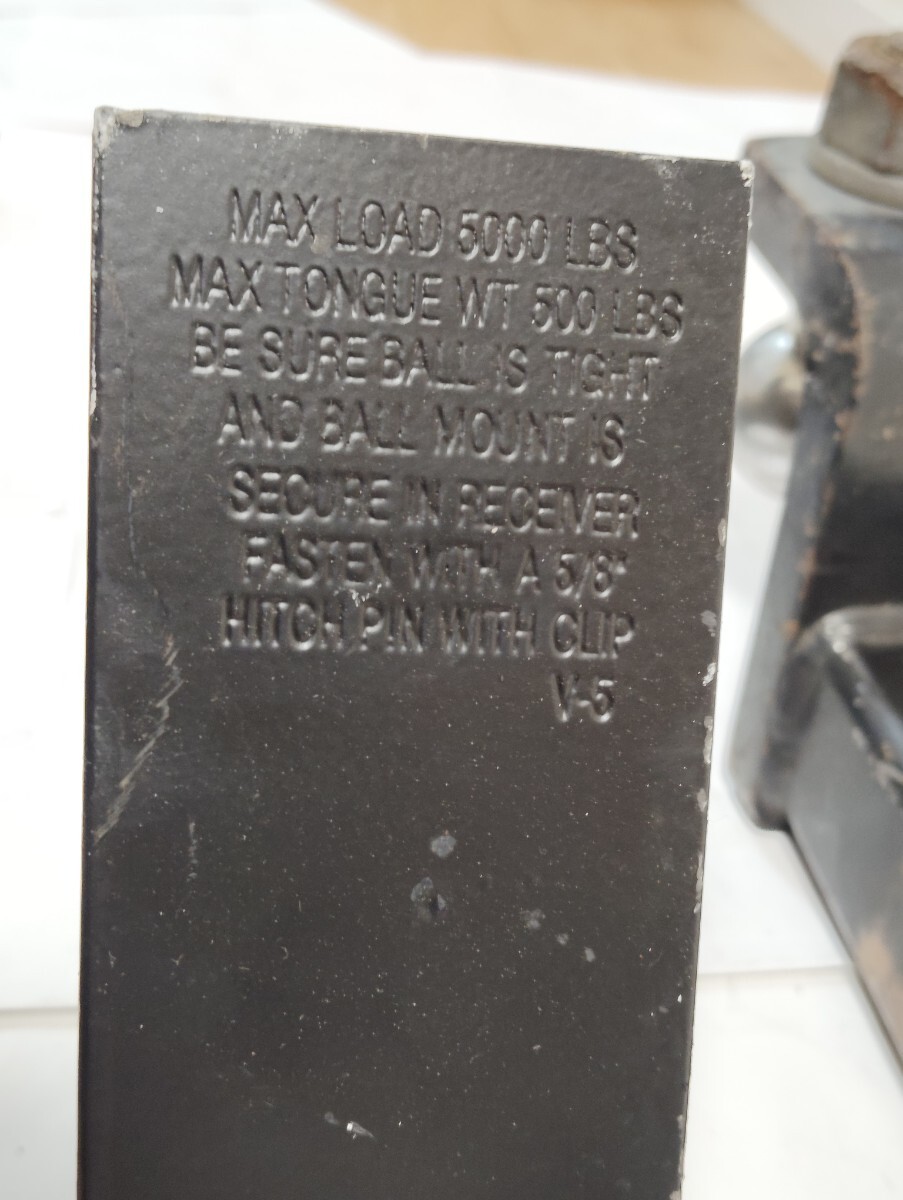 MAX LOAD 5000 LBS
MAX TONGUE WT 500 LBS
BE SURE BALL IS TIGHT
AND BALL MOUNT IS
SECURE IN RECEIVER
FASTEN WITH A 5/8"
HITCH PIN WITH CLIP
V-5